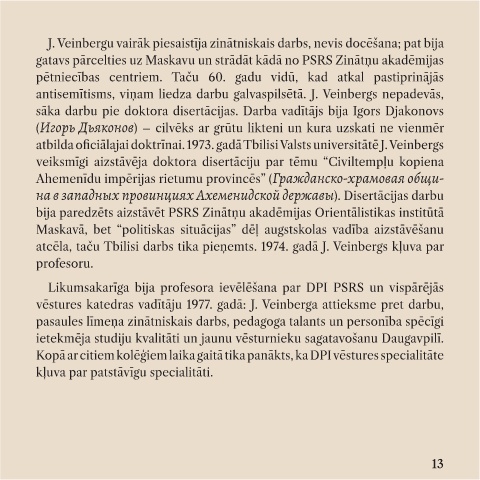 J. Veinbergu vairāk piesaistīja zinātniskais darbs, nevis docēšana; pat bija
gatavs pārcelties uz Maskavu un strādāt kādā no PSRS Zinātņu akadēmijas
pētniecības centriem. Taču 60. gadu vidū, kad atkal pastiprinājās
antisemītisms, viņam liedza darbu galvaspilsētā. J. Veinbergs nepadevās,
sāka darbu pie doktora disertācijas. Darba vadītājs bija Igors Djakonovs
(Игорь Дьяконов) – cilvēks ar grūtu likteni un kura uzskati ne vienmēr
atbilda oficiālajai doktrīnai. 1973. gadā Tbilisi Valsts universitātē J. Veinbergs
veiksmīgi aizstāvēja doktora disertāciju par tēmu “Civiltempļu kopiena
Ahemenīdu impērijas rietumu provincēs” (Гражданско-храмовая общи-
на в западных провинциях Ахеменидской державы). Disertācijas darbu
bija paredzēts aizstāvēt PSRS Zinātņu akadēmijas Orientālistikas institūtā
Maskavā, bet “politiskas situācijas” dēļ augstskolas vadība aizstāvēšanu
atcēla, taču Tbilisi darbs tika pieņemts. 1974. gadā J. Veinbergs kļuva par
profesoru.
Likumsakarīga bija profesora ievēlēšana par DPI PSRS un vispārējās
vēstures katedras vadītāju 1977. gadā: J. Veinberga attieksme pret darbu,
pasaules līmeņa zinātniskais darbs, pedagoga talants un personība spēcīgi
ietekmēja studiju kvalitāti un jaunu vēsturnieku sagatavošanu Daugavpilī.
Kopā ar citiem kolēģiem laika gaitā tika panākts, ka DPI vēstures specialitāte
kļuva par patstāvīgu specialitāti.
13